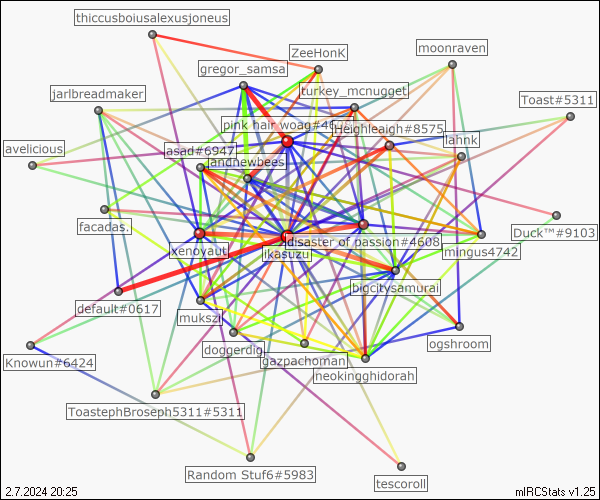 thiccusboiusalexusjoneus
ZeeHonK
moonraven
gregor_samsa
turkey_mcnugget
jarlbreadmaker
Toast#5311
pink hair woag#4
Heighleigh#8575
lahnk
avelicious
asad#6947
andnewbees
facadas.
Duck™#9103
disaster of passion#4608
xenoyaut
ikasuzu
mingus4742
bigcitysamurai
default#0617
mukszi
ogshroom
doggerdig
Knowun#6424
gazpachoman
neokingghidorah
ToastephBroseph5311#5311
Random Stuf6#5983
tescoroll
2.7.2024 20:25
mIRCStats v1.25